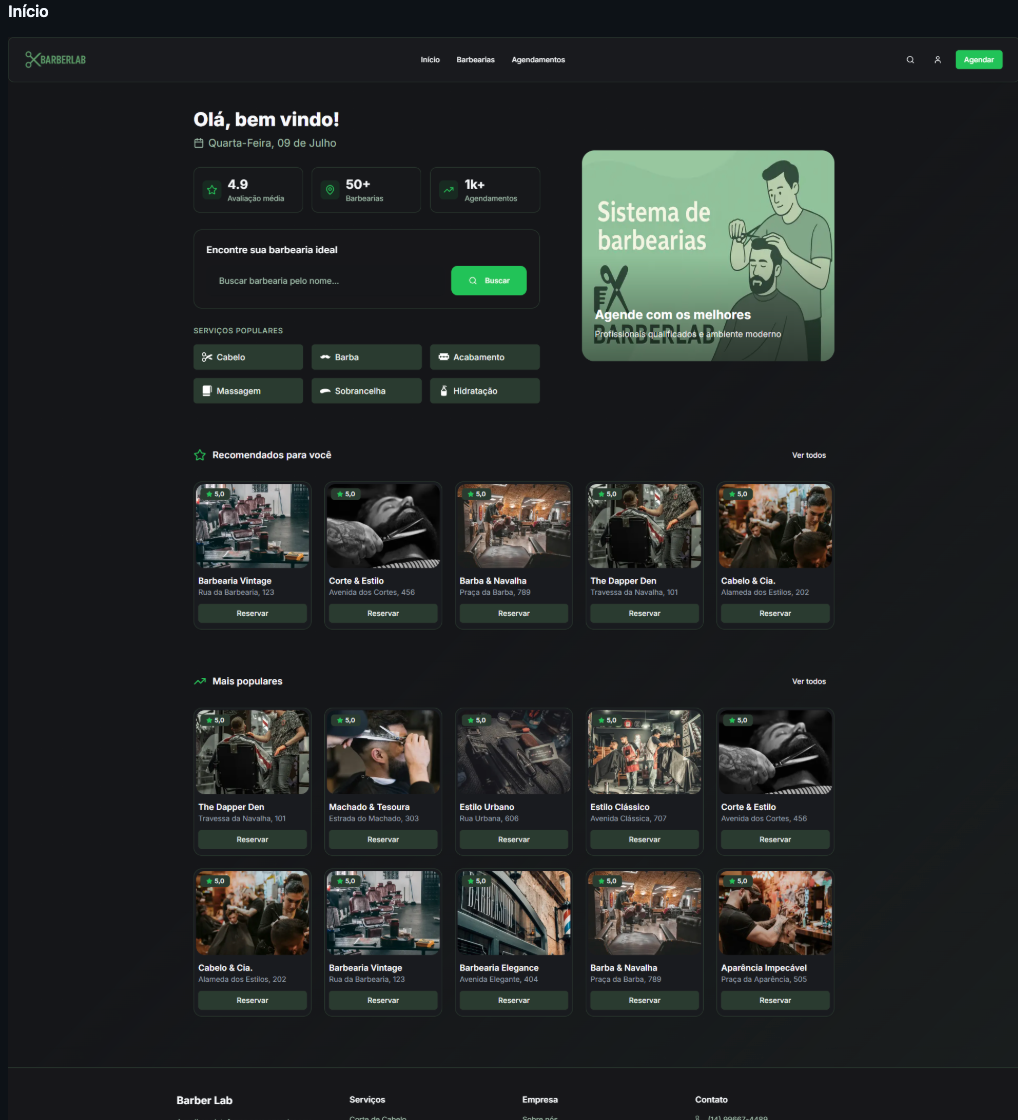 Início
BARBERLAB
Início
Barbearias
Agendamentos
Agendar
Olá, bem vindo!
Quarta-Feira, 09 de Julho
4.9
Avaliação média
50+
Barbearias
1k+
Agendamentos
Encontre sua barbearia ideal
Buscar barbearia pelo nome...
Buscar
SERVIÇOS POPULARES
Cabelo
Barba
Acabamento
Massagem
Sobrancelha
Hidratação
Sistema de
barbearias
Agende com os melhores
BARBERLAB
Profissionais qualificados e ambiente moderno
Recomendados para você
Ver todos
5,0
Barbearia Vintage
Rua da Barbearia, 123
Reservar
5,0
Corte & Estilo
Avenida dos Cortes, 456
Reservar
5,0
Barba & Navalha
Praça da Barba, 789
Reservar
5,0
The Dapper Den
Travessa da Navalha, 101
Reservar
5,0
Cabelo & Cia.
Alameda dos Estilos, 202
Reservar
Mais populares
Ver todos
5,0
The Dapper Den
Travessa da Navalha, 101
Reservar
5,0
Machado & Tesoura
Estrada do Machado, 303
Reservar
5,0
Estilo Urbano
Rua Urbana, 606
Reservar
5,0
Estilo Clássico
Avenida Clássica, 707
Reservar
5,0
Corte & Estilo
Avenida dos Cortes, 456
Reservar
5,0
Cabelo & Cia.
Alameda dos Estilos, 202
Reservar
5,0
Barbearia Vintage
Rua da Barbearia, 123
Reservar
5,0
Barbearia Elegance
Avenida Elegante, 404
Reservar
5,0
Barba & Navalha
Praça da Barba, 789
Reservar
5,0
Aparência Impecável
Praça da Aparência, 505
Reservar
Barber Lab
Serviços
Corte de Cabelo
Empresa
Sobre nós
Contato
(14) 99667-4489